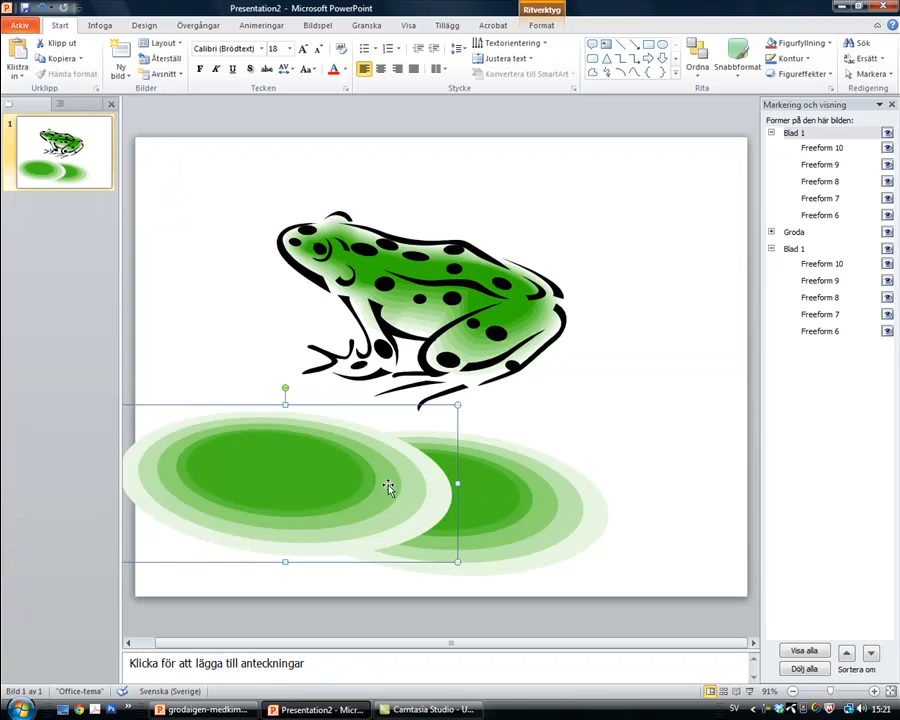 Presentation2 - Microsoft PowerPoint
Ritverktyg
Arkiv Start Infoga Design Övergångar Animeringar Bildspel Granska Visa Tillägg Acrobat Format
Klistra in
Klipp ut
Kopiera
Hämta format
Urklipp
Ny bild
Layout
Återställ
Avsnitt
Bilder
Calibri (Brödtext) 18
F K U S abc AV Aa A
Tecken
Textorientering
Justera text
Konvertera till SmartArt
Stycke
Ordna
Snabbformat
Figurfyllning
Kontur
Figureffekter
Rita
Sök
Ersätt
Markera
Redigering
1
Markering och visning
Former på den här bilden:
Blad 1
Freeform 10
Freeform 9
Freeform 8
Freeform 7
Freeform 6
Groda
Blad 1
Freeform 10
Freeform 9
Freeform 8
Freeform 7
Freeform 6
Visa alla
Dölj alla
Sortera om
Klicka för att lägga till anteckningar
Bild 1 av 1 "Office-tema" Svenska (Sverige) 91%
grodaigen-medkim... Presentation2 - Micr... Camtasia Studio - U... SV 15:21